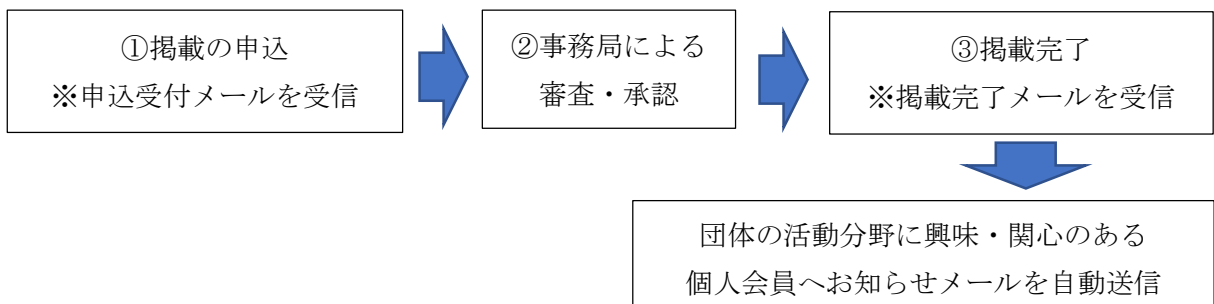 ①掲載の申込
※申込受付メールを受信
②事務局による
審査・承認
③掲載完了
※掲載完了メールを受信
団体の活動分野に興味・関心のある
個人会員へお知らせメールを自動送信